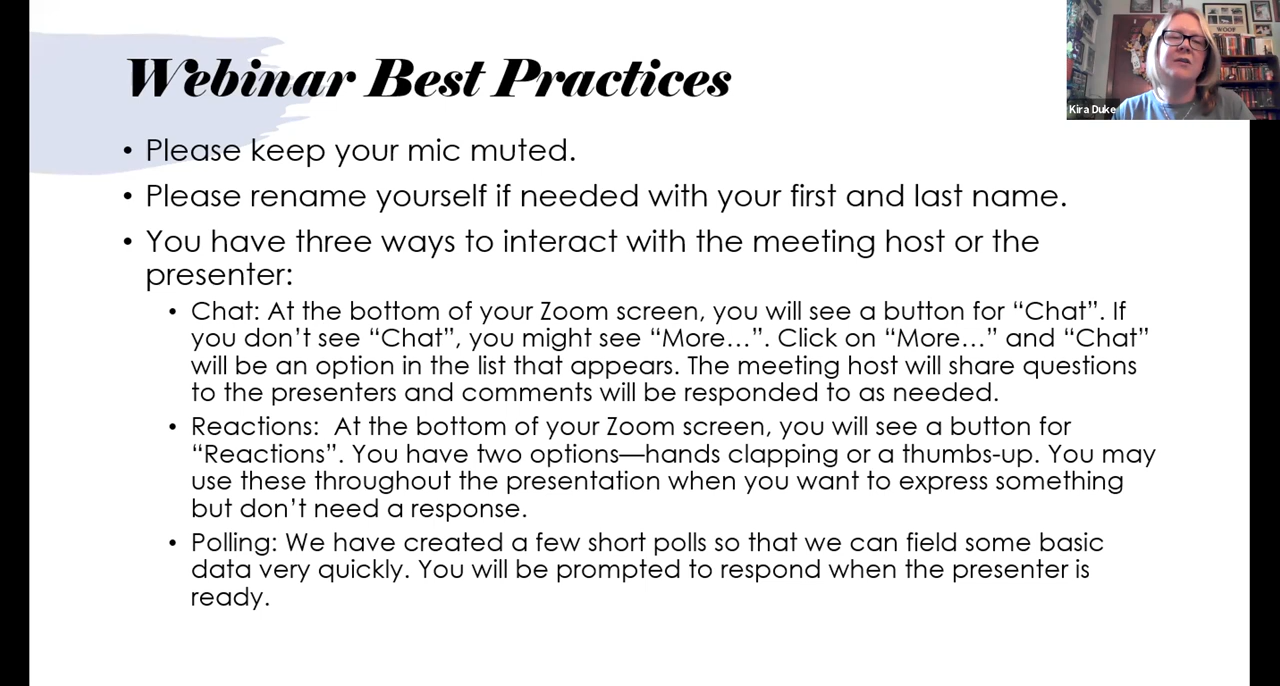 Webinar Best Practices
• Please keep your mic muted.
• Please rename yourself if needed with your first and last name.
• You have three ways to interact with the meeting host or the
presenter:
• Chat: At the bottom of your Zoom screen, you will see a button for “Chat”. If
you don’t see “Chat”, you might see “More…”. Click on “More…” and “Chat”
will be an option in the list that appears. The meeting host will share questions
to the presenters and comments will be responded to as needed.
• Reactions:  At the bottom of your Zoom screen, you will see a button for
“Reactions”. You have two options—hands clapping or a thumbs-up. You may
use these throughout the presentation when you want to express something
but don’t need a response.
• Polling: We have created a few short polls so that we can field some basic
data very quickly. You will be prompted to respond when the presenter is
ready.
WOOF
Kira Duke